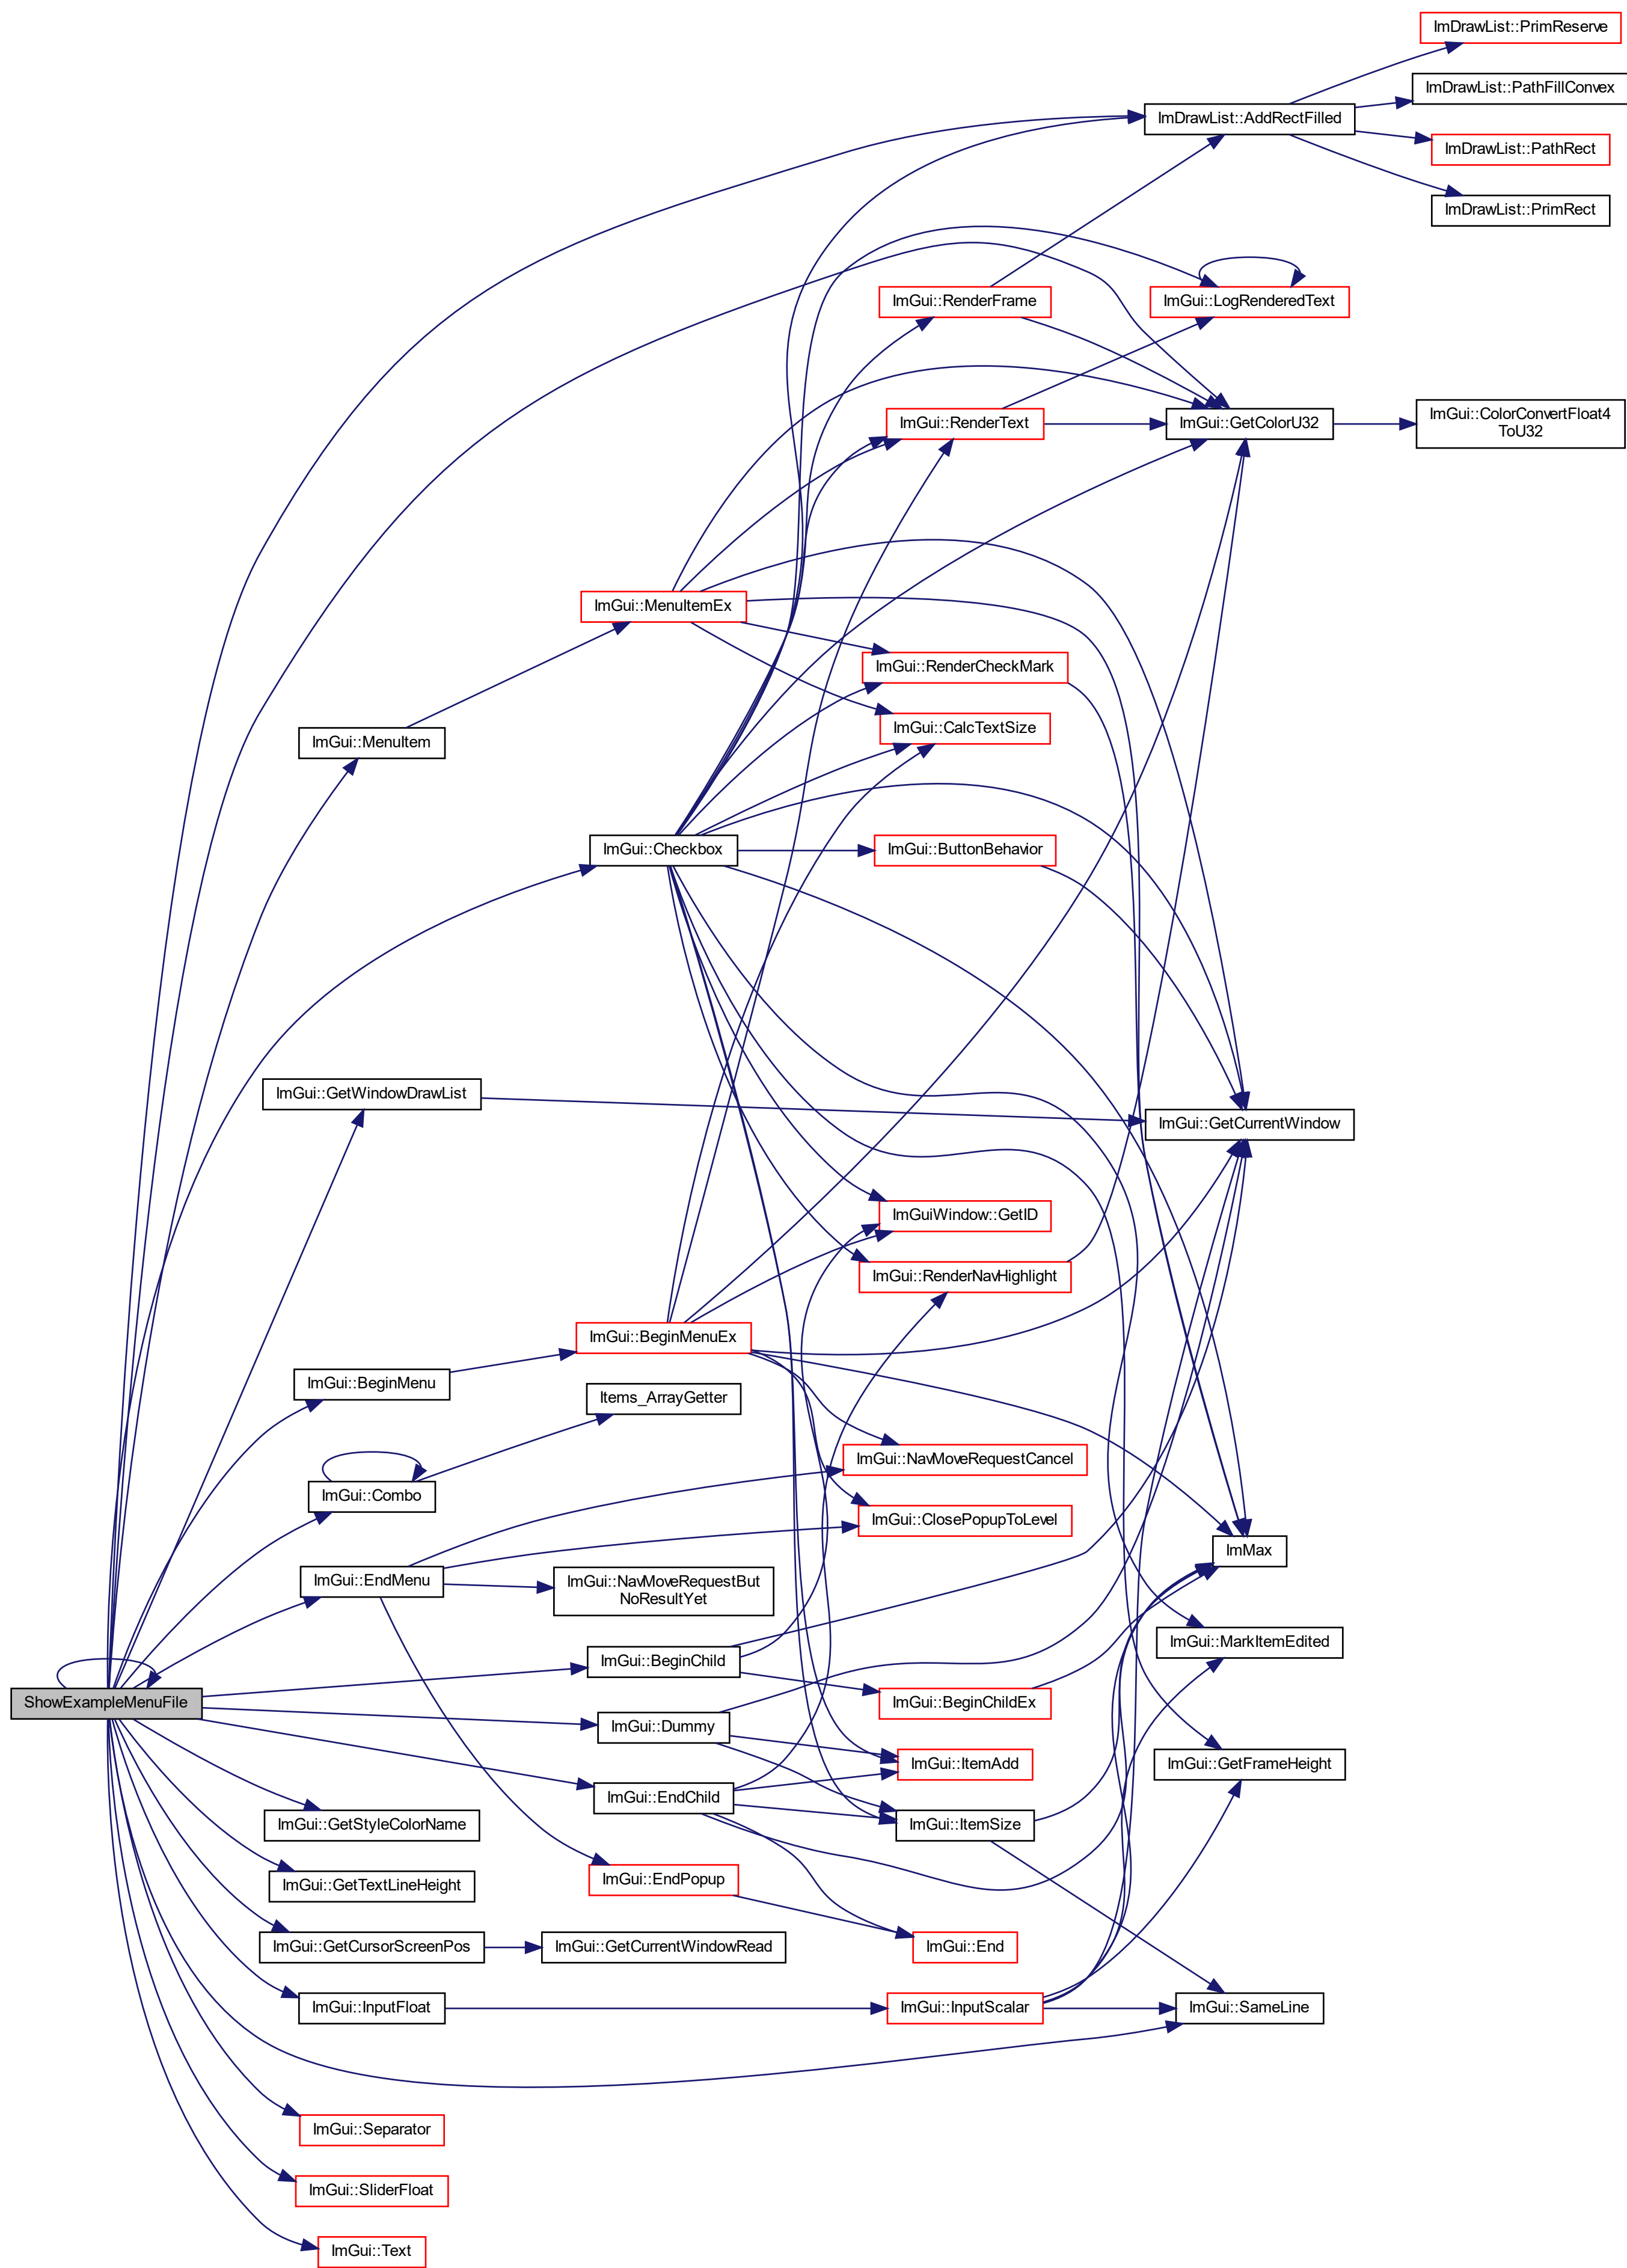 ImDrawList::PrimReserve
ImDrawList::PathFillConvex
ImDrawList::AddRectFilled
ImDrawList::PathRect
ImDrawList::PrimRect
ImGui::RenderFrame
ImGui::LogRenderedText
ImGui::RenderText
ImGui::GetColorU32
ImGui::ColorConvertFloat4
ToU32
ImGui::MenuItemEx
ImGui::RenderCheckMark
ImGui::MenuItem
ImGui::CalcTextSize
ImGui::Checkbox
ImGui::ButtonBehavior
ImGui::GetWindowDrawList
ImGui::GetCurrentWindow
ImGuiWindow::GetID
ImGui::RenderNavHighlight
ImGui::BeginMenuEx
ImGui::BeginMenu
Items_ArrayGetter
ImGui::NavMoveRequestCancel
ImGui::Combo
ImGui::ClosePopupToLevel
ImMax
ImGui::EndMenu
ImGui::NavMoveRequestBut
NoResultYet
ImGui::MarkItemEdited
ImGui::BeginChild
ShowExampleMenuFile
ImGui::BeginChildEx
ImGui::Dummy
ImGui::ItemAdd
ImGui::GetFrameHeight
ImGui::EndChild
ImGui::GetStyleColorName
ImGui::ItemSize
ImGui::EndPopup
ImGui::GetTextLineHeight
ImGui::GetCursorScreenPos
ImGui::GetCurrentWindowRead
ImGui::End
ImGui::InputFloat
ImGui::InputScalar
ImGui::SameLine
ImGui::Separator
ImGui::SliderFloat
ImGui::Text